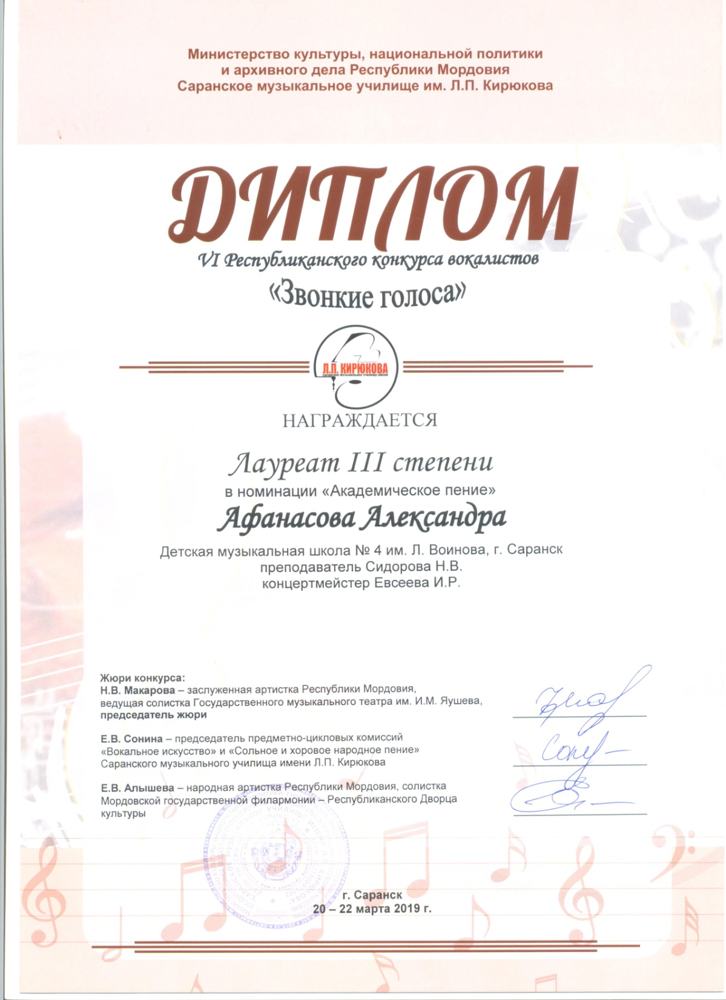 Министерство культуры, национальной политики
и архивного дела Республики Мордовия
Саранское музыкальное училище им. Л.П. Кирюкова
ДИПЛОМ
VI Республиканского конкурса вокалистов
«Звонкие голоса»
Л.П. КИРЮКОВА
САРАНСКОЕ МУЗЫКАЛЬНОЕ УЧИЛИЩЕ ИМЕНИ
НАГРАЖДАЕТСЯ
Лауреат III степени
в номинации «Академическое пение»
Афанасова Александра
Детская музыкальная школа № 4 им. Л. Воинова, г. Саранск
преподаватель Сидорова Н.В.
концертмейстер Евсеева И.Р.
Жюри конкурса:
Н.В. Макарова – заслуженная артистка Республики Мордовия,
ведущая солистка Государственного музыкального театра им. И.М. Яушева,
председатель жюри
Е.В. Сонина – председатель предметно-цикловых комиссий
«Вокальное искусство» и «Сольное и хоровое народное пение»
Саранского музыкального училища имени Л.П. Кирюкова
Е.В. Алышева – народная артистка Республики Мордовия, солистка
Мордовской государственной филармонии – Республиканского Дворца
культуры
г. Саранск
20 – 22 марта 2019 г.